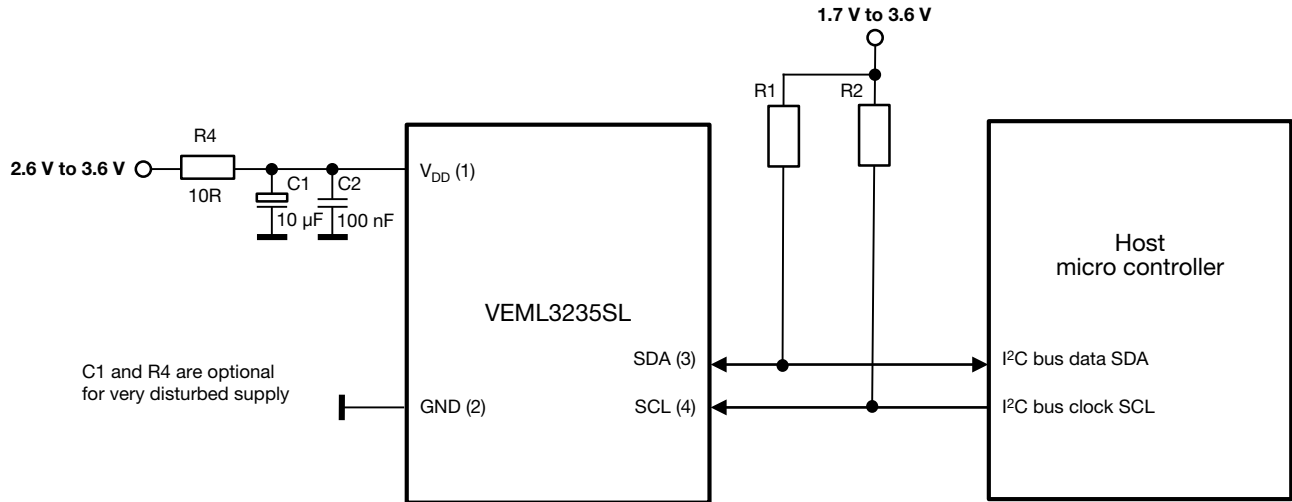 1.7 V to 3.6 V
R1
R2
R4
2.6 V to 3.6 V
10R
C1
10 µF
C2
100 nF
V_DD (1)
VEML3235SL
Host
micro controller
SDA (3)
I²C bus data SDA
C1 and R4 are optional
for very disturbed supply
GND (2)
SCL (4)
I²C bus clock SCL